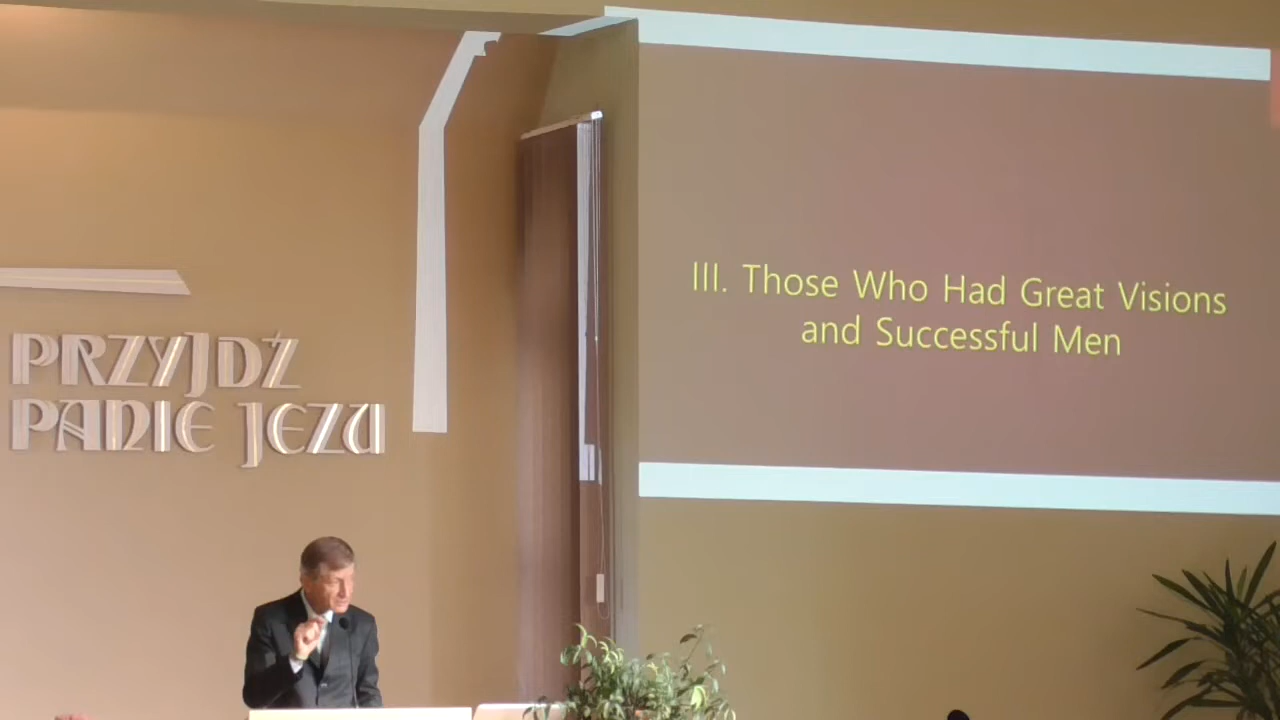 PRZYJDŹ
PANIE JEZU
III. Those Who Had Great Visions
and Successful Men